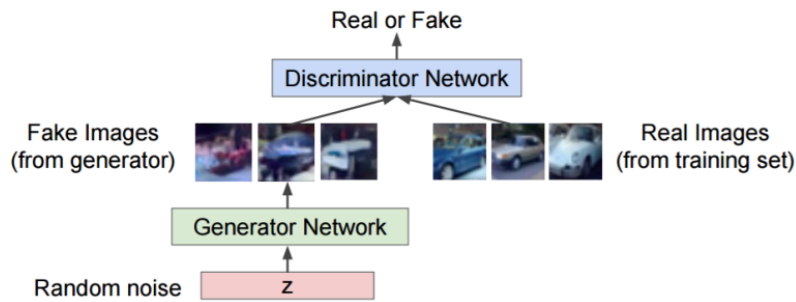 Real or Fake
Discriminator Network
Fake Images
(from generator)
Real Images
(from training set)
Generator Network
Random noise
z